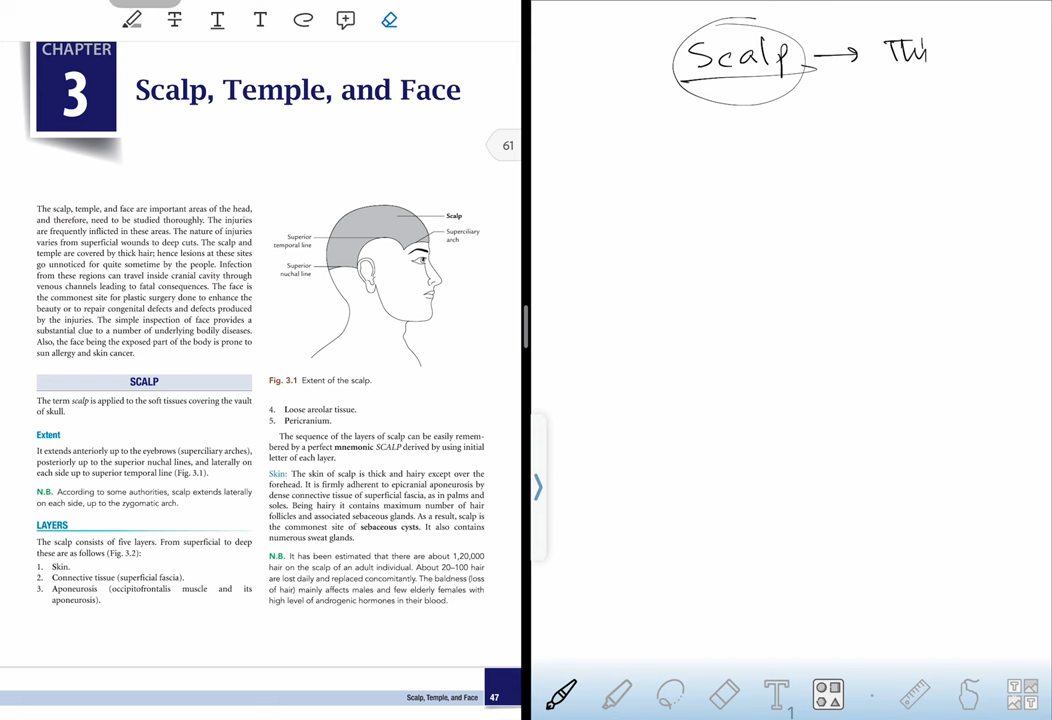 CHAPTER
3
Scalp, Temple, and Face
61
The scalp, temple, and face are important areas of the head,
and therefore, need to be studied thoroughly. The injuries
are frequently inflicted in these areas. The nature of injuries
varies from superficial wounds to deep cuts. The scalp and
temple are covered by thick hair; hence lesions at these sites
go unnoticed for quite sometime by the people. Infection
from these regions can travel inside cranial cavity through
venous channels leading to fatal consequences. The face is
the commonest site for plastic surgery done to enhance the
beauty or to repair congenital defects and defects produced
by the injuries. The simple inspection of face provides a
substantial clue to a number of underlying bodily diseases.
Also, the face being the exposed part of the body is prone to
sun allergy and skin cancer.
SCALP
The term scalp is applied to the soft tissues covering the vault
of skull.
Extent
It extends anteriorly up to the eyebrows (superciliary arches),
posteriorly up to the superior nuchal lines, and laterally on
each side up to superior temporal line (Fig. 3.1).
N.B. According to some authorities, scalp extends laterally
on each side, up to the zygomatic arch.
LAYERS
The scalp consists of five layers. From superficial to deep
these are as follows (Fig. 3.2):
1. Skin.
2. Connective tissue (superficial fascia).
3. Aponeurosis (occipitofrontalis muscle and its
aponeurosis).
Scalp
Superciliary
arch
Superior
temporal line
Superior
nuchal line
Fig. 3.1 Extent of the scalp.
4. Loose areolar tissue.
5. Pericranium.
The sequence of the layers of scalp can be easily remem-
bered by a perfect mnemonic SCALP derived by using initial
letter of each layer.
Skin: The skin of scalp is thick and hairy except over the
forehead. It is firmly adherent to epicranial aponeurosis by
dense connective tissue of superficial fascia, as in palms and
soles. Being hairy it contains maximum number of hair
follicles and associated sebaceous glands. As a result, scalp is
the commonest site of sebaceous cysts. It also contains
numerous sweat glands.
N.B. It has been estimated that there are about 1,20,000
hair on the scalp of an adult individual. About 20–100 hair
are lost daily and replaced concomitantly. The baldness (loss
of hair) mainly affects males and few elderly females with
high level of androgenic hormones in their blood.
Scalp, Temple, and Face 47
Scalp →
1